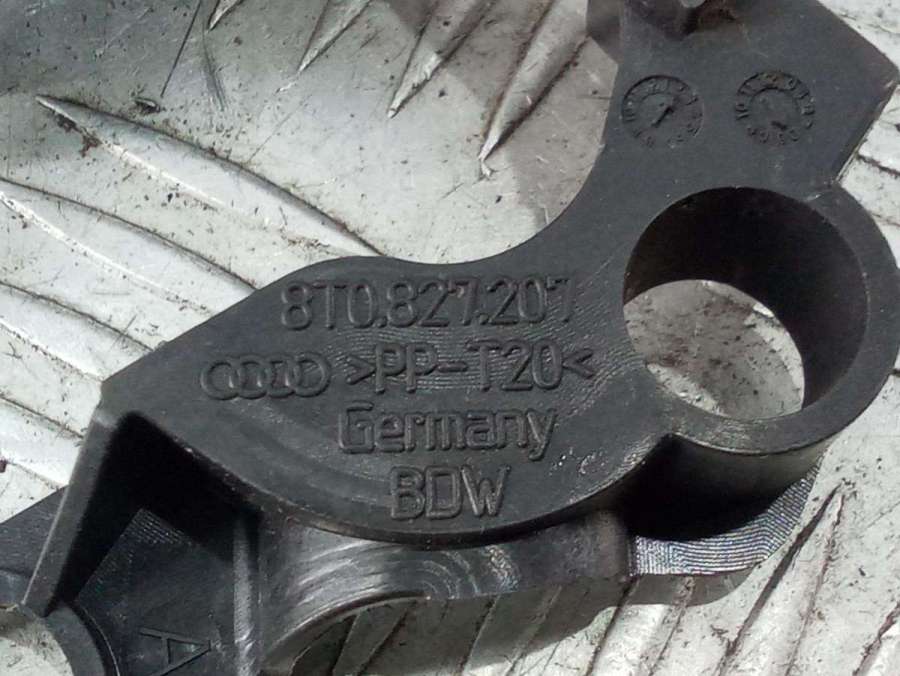 8T0.827.207
>PP-T20<
Germany
BDW
A